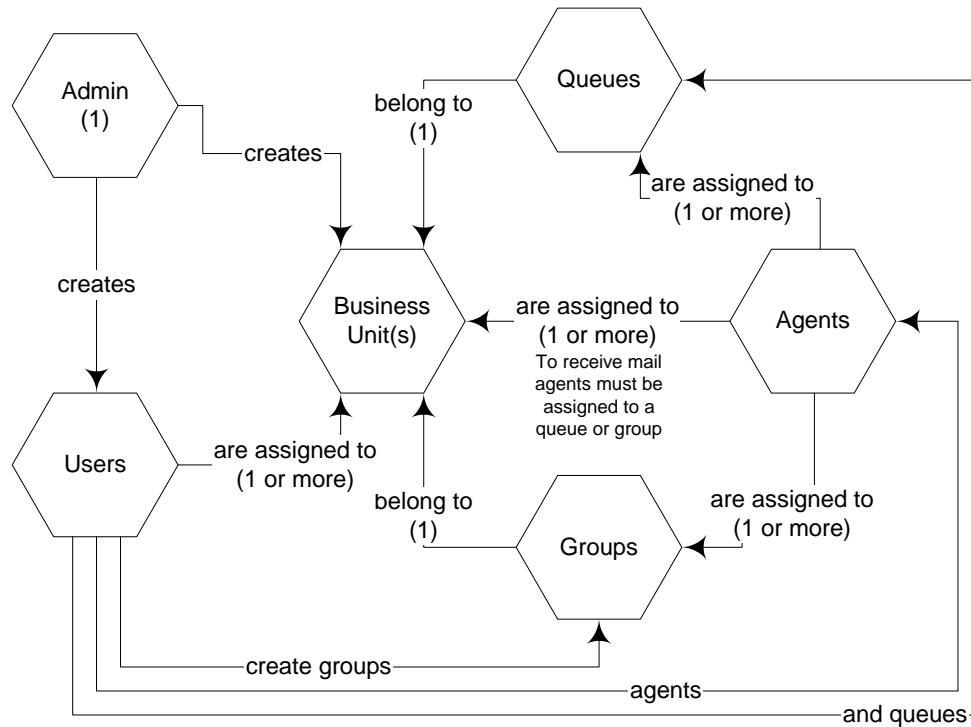 Admin
(1)
Queues
belong to
(1)
creates
are assigned to
(1 or more)
creates
Business
Unit(s)
are assigned to
(1 or more)
To receive mail
agents must be
assigned to a
queue or group
Agents
Users
are assigned to
(1 or more)
belong to
(1)
Groups
are assigned to
(1 or more)
create groups
agents
and queues